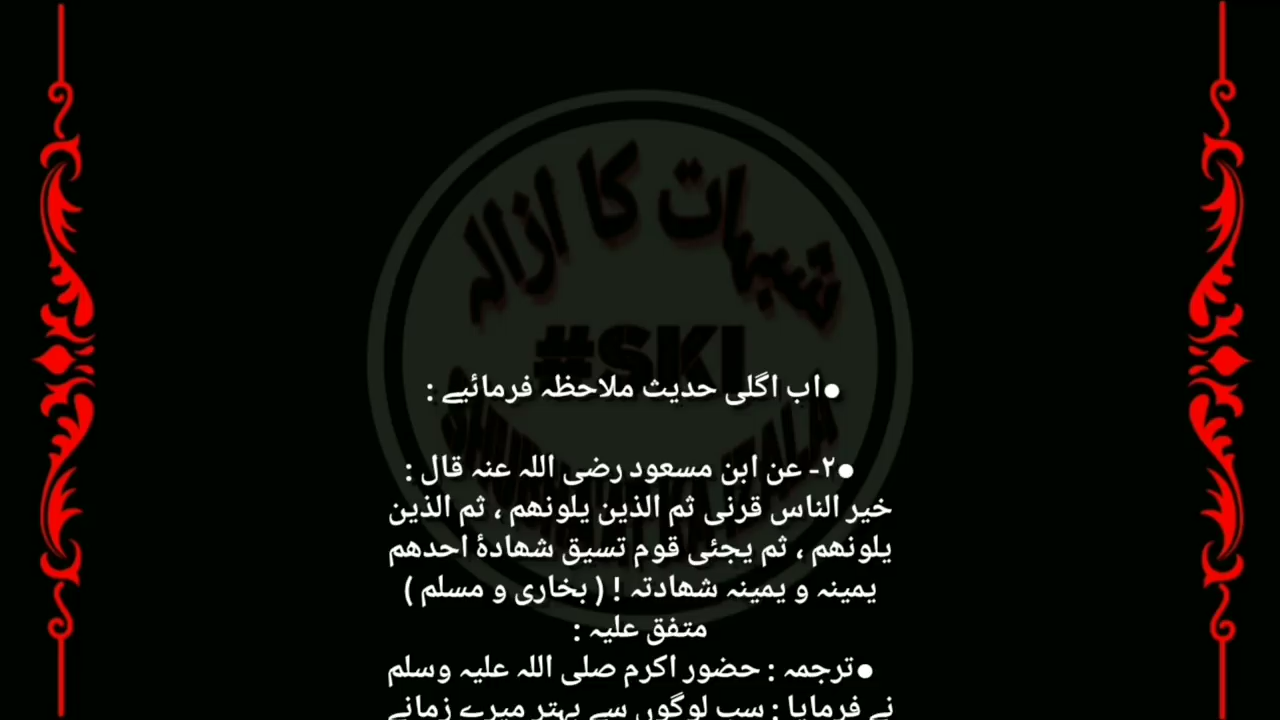 شبہات کا ازالہ
#SKI
●اب اگلی حدیث ملاحظہ فرمائیے :
●۲- عن ابن مسعود رضی اللہ عنہ قال :
خیر الناس قرنی ثم الذین یلونھم ، ثم الذین
یلونھم ، ثم یجئی قوم تسیق شھادۂ احدھم
یمینہ و یمینہ شھادتہ ! ( بخاری و مسلم )
متفق علیہ :
●ترجمہ : حضور اکرم صلی اللہ علیہ وسلم
نے فرمایا : سب لوگوں سے بہتر میرے زمانے